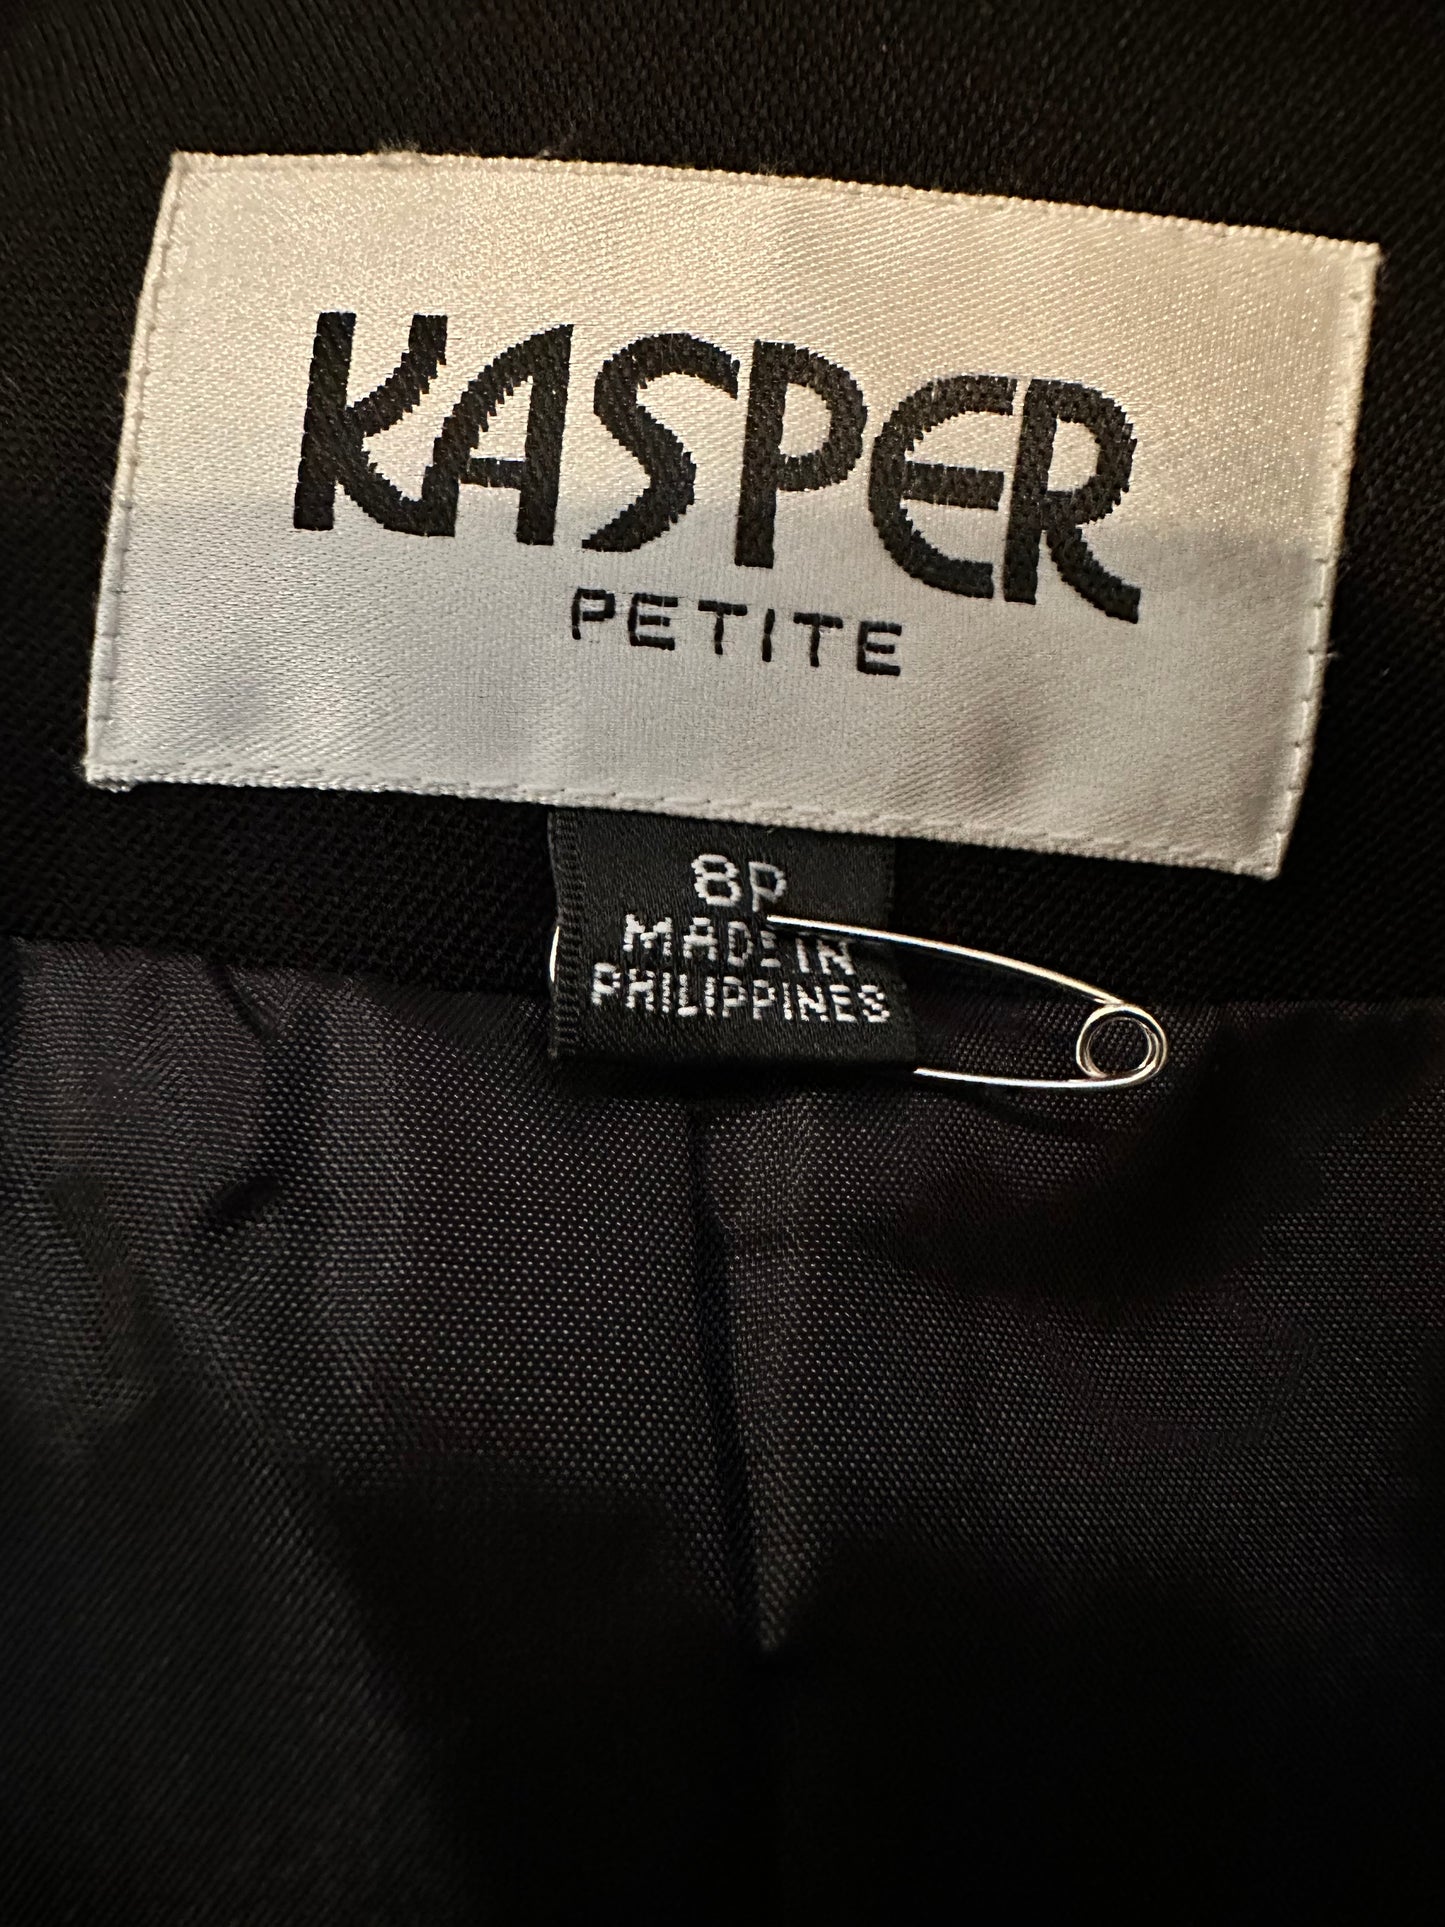 KASPER
PETITE
8P
MADE IN
PHILIPPINES